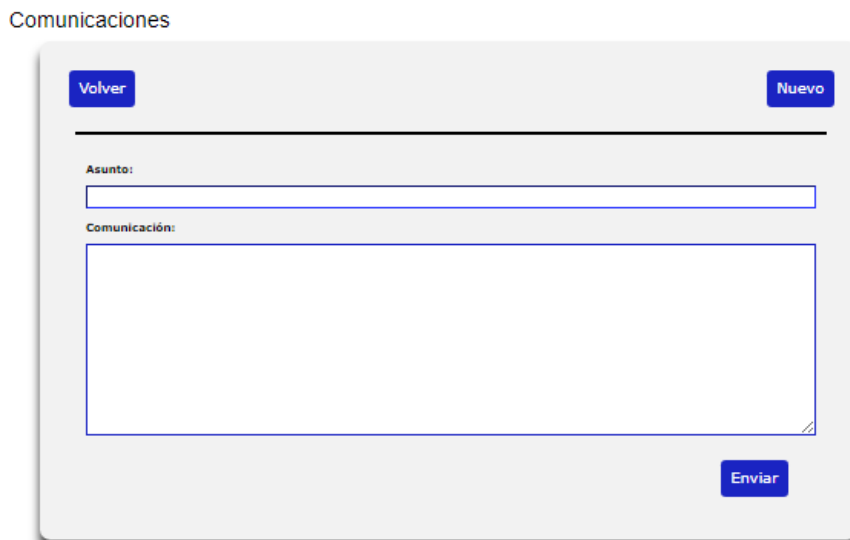 Comunicaciones
Volver
Nuevo
Asunto:
Comunicación:
Enviar